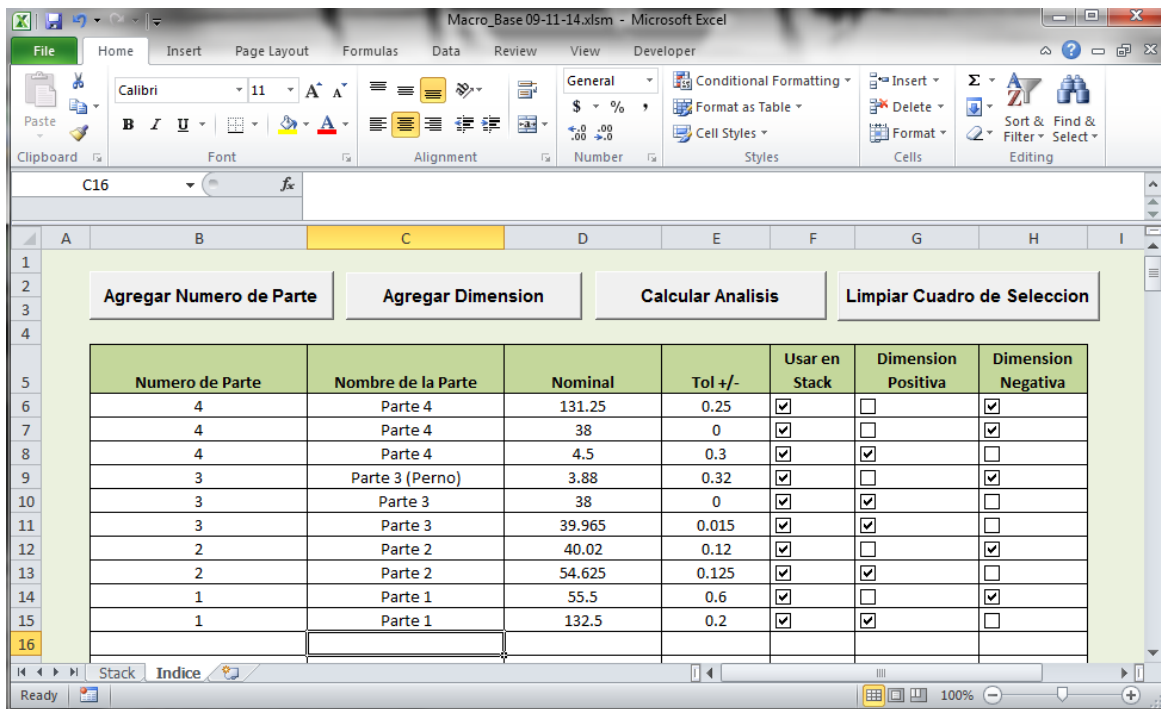 Macro_Base 09-11-14.xlsm - Microsoft Excel
File Home Insert Page Layout Formulas Data Review View Developer
Paste
Calibri 11 A A
B I U A
General
$ % ,
.0 .00 .00 .0
Conditional Formatting
Format as Table
Cell Styles
Insert
Delete
Format
Σ
Sort & Filter
Find & Select
Clipboard Font Alignment Number Styles Cells Editing
C16 fx
A B C D E F G H I
1
2
3
4
Agregar Numero de Parte Agregar Dimension Calcular Analisis Limpiar Cuadro de Seleccion
5 Numero de Parte Nombre de la Parte Nominal Tol +/- Usar en Stack Dimension Positiva Dimension Negativa
6 4 Parte 4 131.25 0.25
7 4 Parte 4 38 0
8 4 Parte 4 4.5 0.3
9 3 Parte 3 (Perno) 3.88 0.32
10 3 Parte 3 38 0
11 3 Parte 3 39.965 0.015
12 2 Parte 2 40.02 0.12
13 2 Parte 2 54.625 0.125
14 1 Parte 1 55.5 0.6
15 1 Parte 1 132.5 0.2
16
Stack Indice
Ready 100%